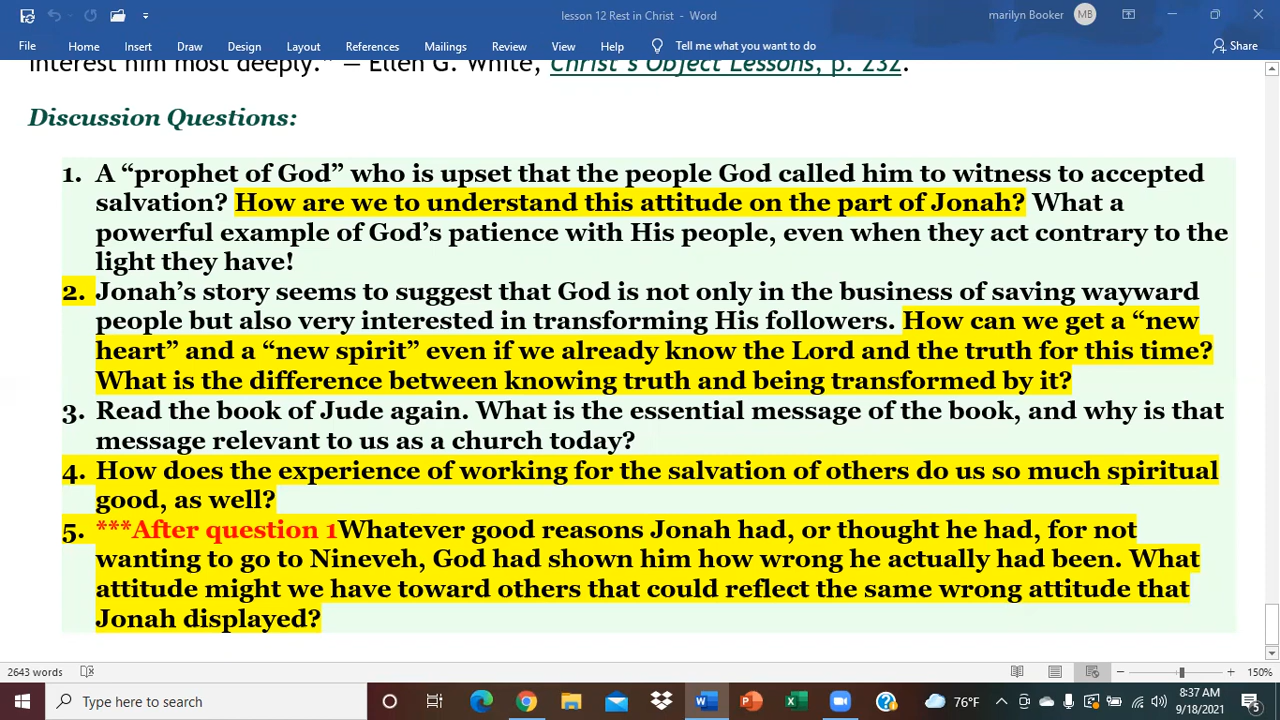 lesson 12 Rest in Christ - Word
marilyn Booker MB
File Home Insert Draw Design Layout References Mailings Review View Help Tell me what you want to do Share
interest him most deeply." — Ellen G. White, Christ's Object Lessons, p. 232.
Discussion Questions:
1. A “prophet of God” who is upset that the people God called him to witness to accepted
salvation? How are we to understand this attitude on the part of Jonah? What a
powerful example of God’s patience with His people, even when they act contrary to the
light they have!
2. Jonah’s story seems to suggest that God is not only in the business of saving wayward
people but also very interested in transforming His followers. How can we get a “new
heart” and a “new spirit” even if we already know the Lord and the truth for this time?
What is the difference between knowing truth and being transformed by it?
3. Read the book of Jude again. What is the essential message of the book, and why is that
message relevant to us as a church today?
4. How does the experience of working for the salvation of others do us so much spiritual
good, as well?
5. ***After question 1Whatever good reasons Jonah had, or thought he had, for not
wanting to go to Nineveh, God had shown him how wrong he actually had been. What
attitude might we have toward others that could reflect the same wrong attitude that
Jonah displayed?
2643 words
150%
Type here to search
76°F
8:37 AM
9/18/2021
5